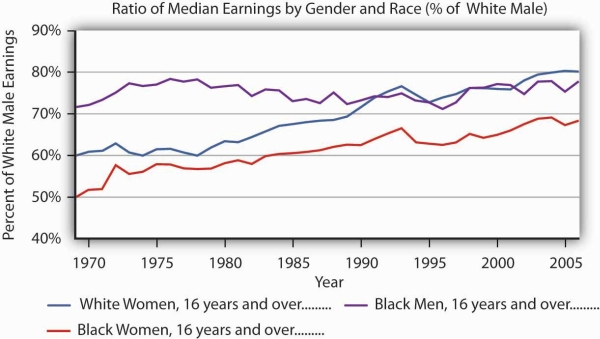 Ratio of Median Earnings by Gender and Race (% of White Male)
Percent of White Male Earnings
90%
80%
70%
60%
50%
40%
1970 1975 1980 1985 1990 1995 2000 2005
Year
White Women, 16 years and over......... Black Men, 16 years and over.........
Black Women, 16 years and over.........